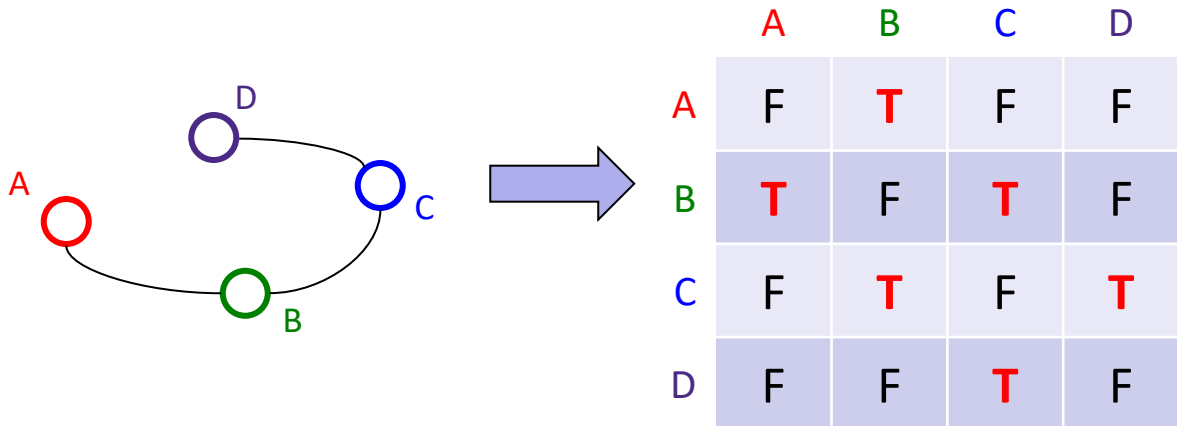 D
A
C
B
A B C D
A F T F F
B T F T F
C F T F T
D F F T F